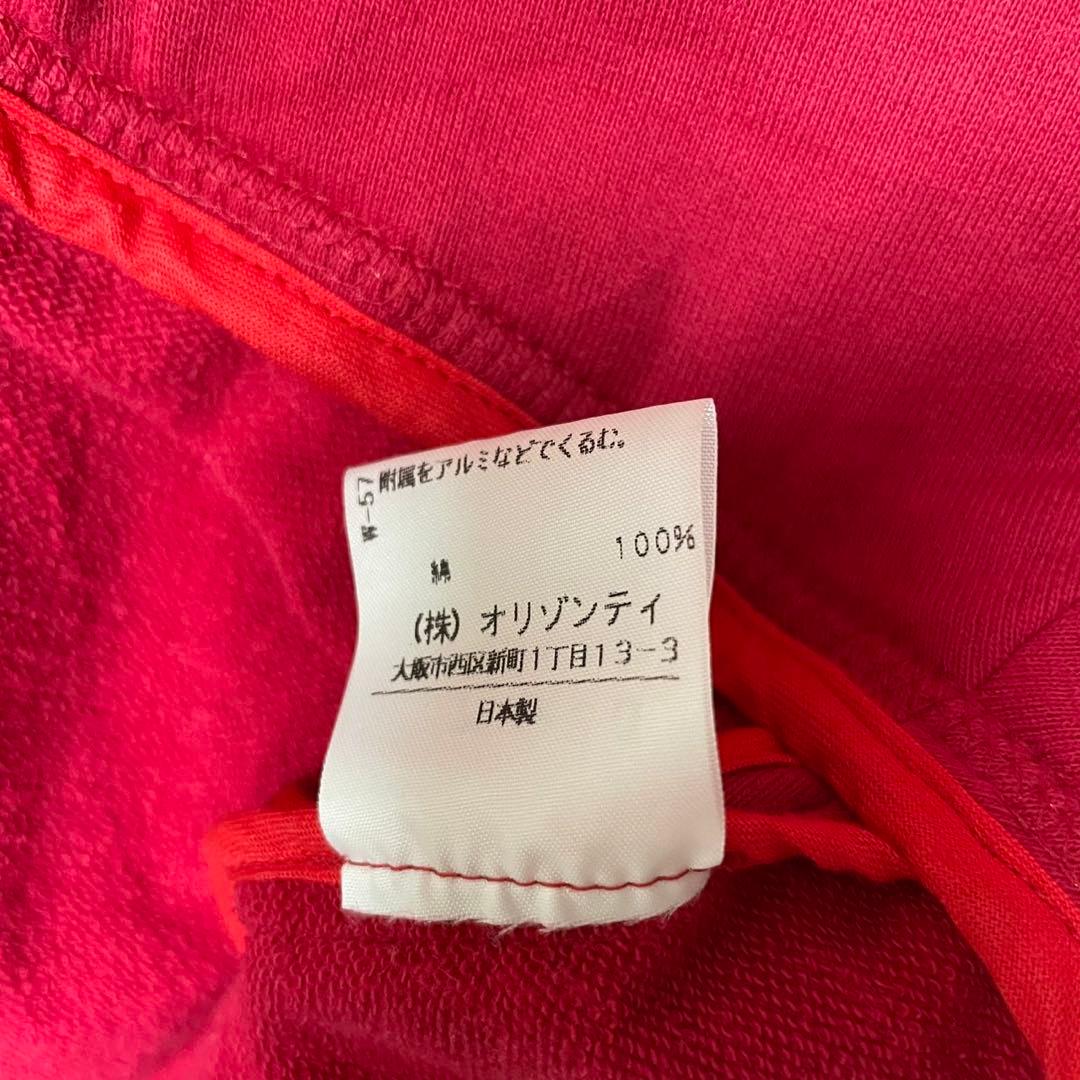 附属をアルミなどでくるむ。
W-57
綿 100%
(株) オリゾンティ
大阪市西区新町1丁目13-3
日本製